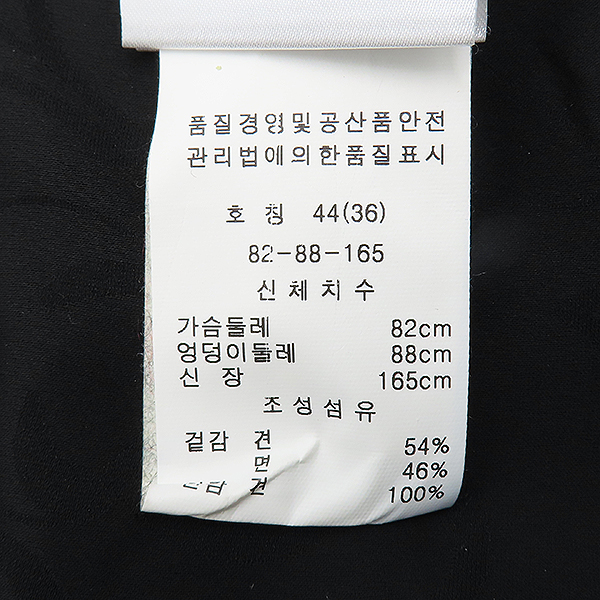 품질경영및공산품안전
관리법에의한품질표시
호 칭 44(36)
82-88-165
신체치수
가슴둘레 82cm
엉덩이둘레 88cm
신 장 165cm
조성섬유
겉감 견 54%
면 46%
안감 견 100%